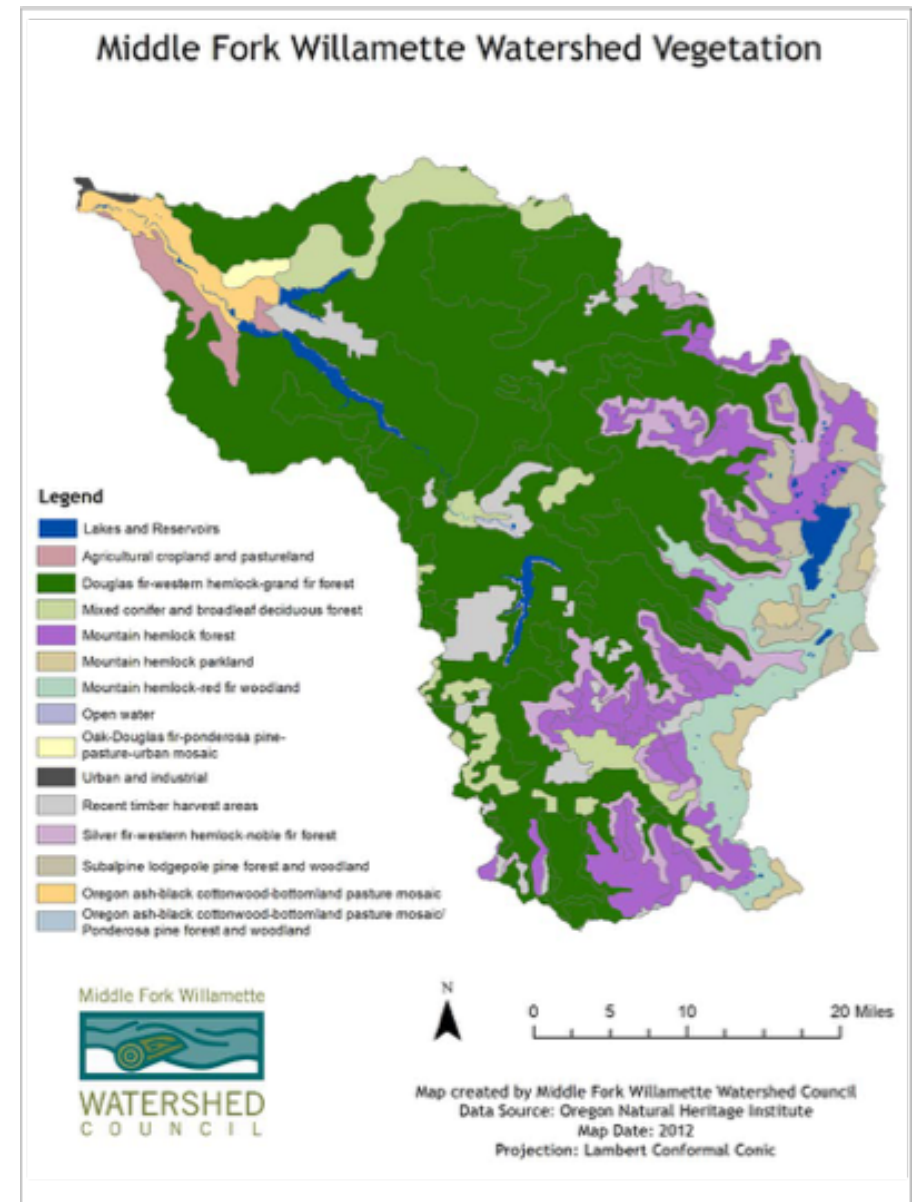 Middle Fork Willamette Watershed Vegetation
Legend
Lakes and Reservoirs
Agricultural cropland and pastureland
Douglas fir-western hemlock-grand fir forest
Mixed conifer and broadleaf deciduous forest
Mountain hemlock forest
Mountain hemlock parkland
Mountain hemlock-red fir woodland
Open water
Oak-Douglas fir-ponderosa pine-
pasture-urban mosaic
Urban and industrial
Recent timber harvest areas
Silver fir-western hemlock-noble fir forest
Subalpine lodgepole pine forest and woodland
Oregon ash-black cottonwood-bottomland pasture mosaic
Oregon ash-black cottonwood-bottomland pasture mosaic/
Ponderosa pine forest and woodland
Middle Fork Willamette
WATERSHED
COUNCIL
N
0 5 10 20 Miles
Map created by Middle Fork Willamette Watershed Council
Data Source: Oregon Natural Heritage Institute
Map Date: 2012
Projection: Lambert Conformal Conic